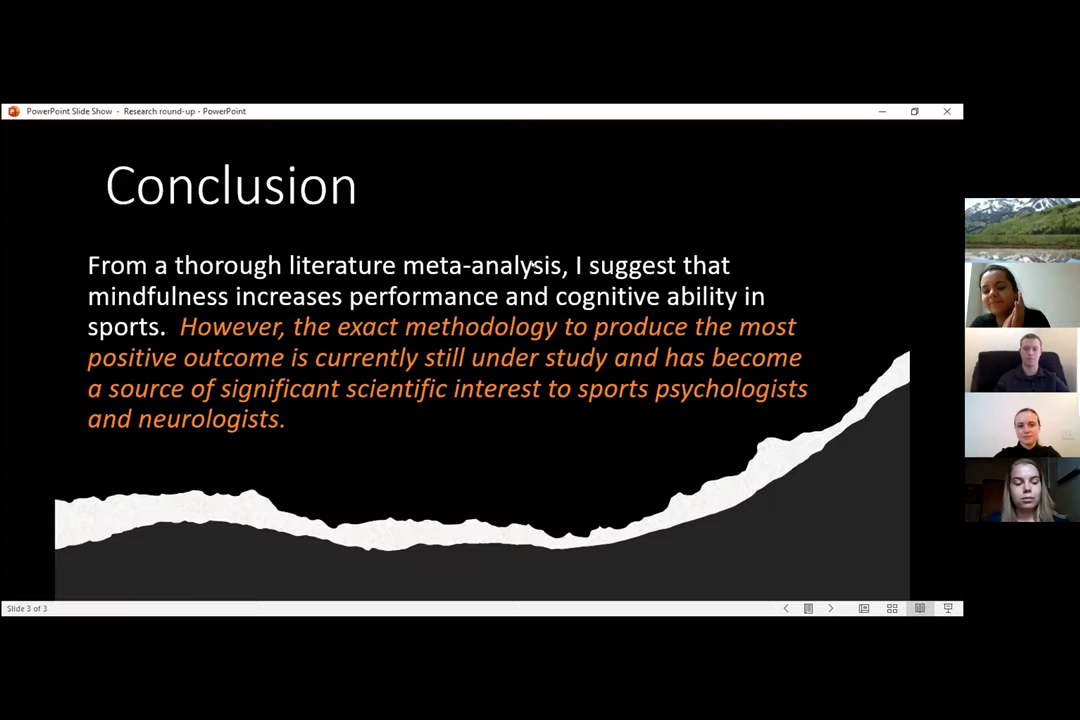 PowerPoint Slide Show - Research round-up - PowerPoint
Conclusion
From a thorough literature meta-analysis, I suggest that
mindfulness increases performance and cognitive ability in
sports. However, the exact methodology to produce the most
positive outcome is currently still under study and has become
a source of significant scientific interest to sports psychologists
and neurologists.
Slide 3 of 3